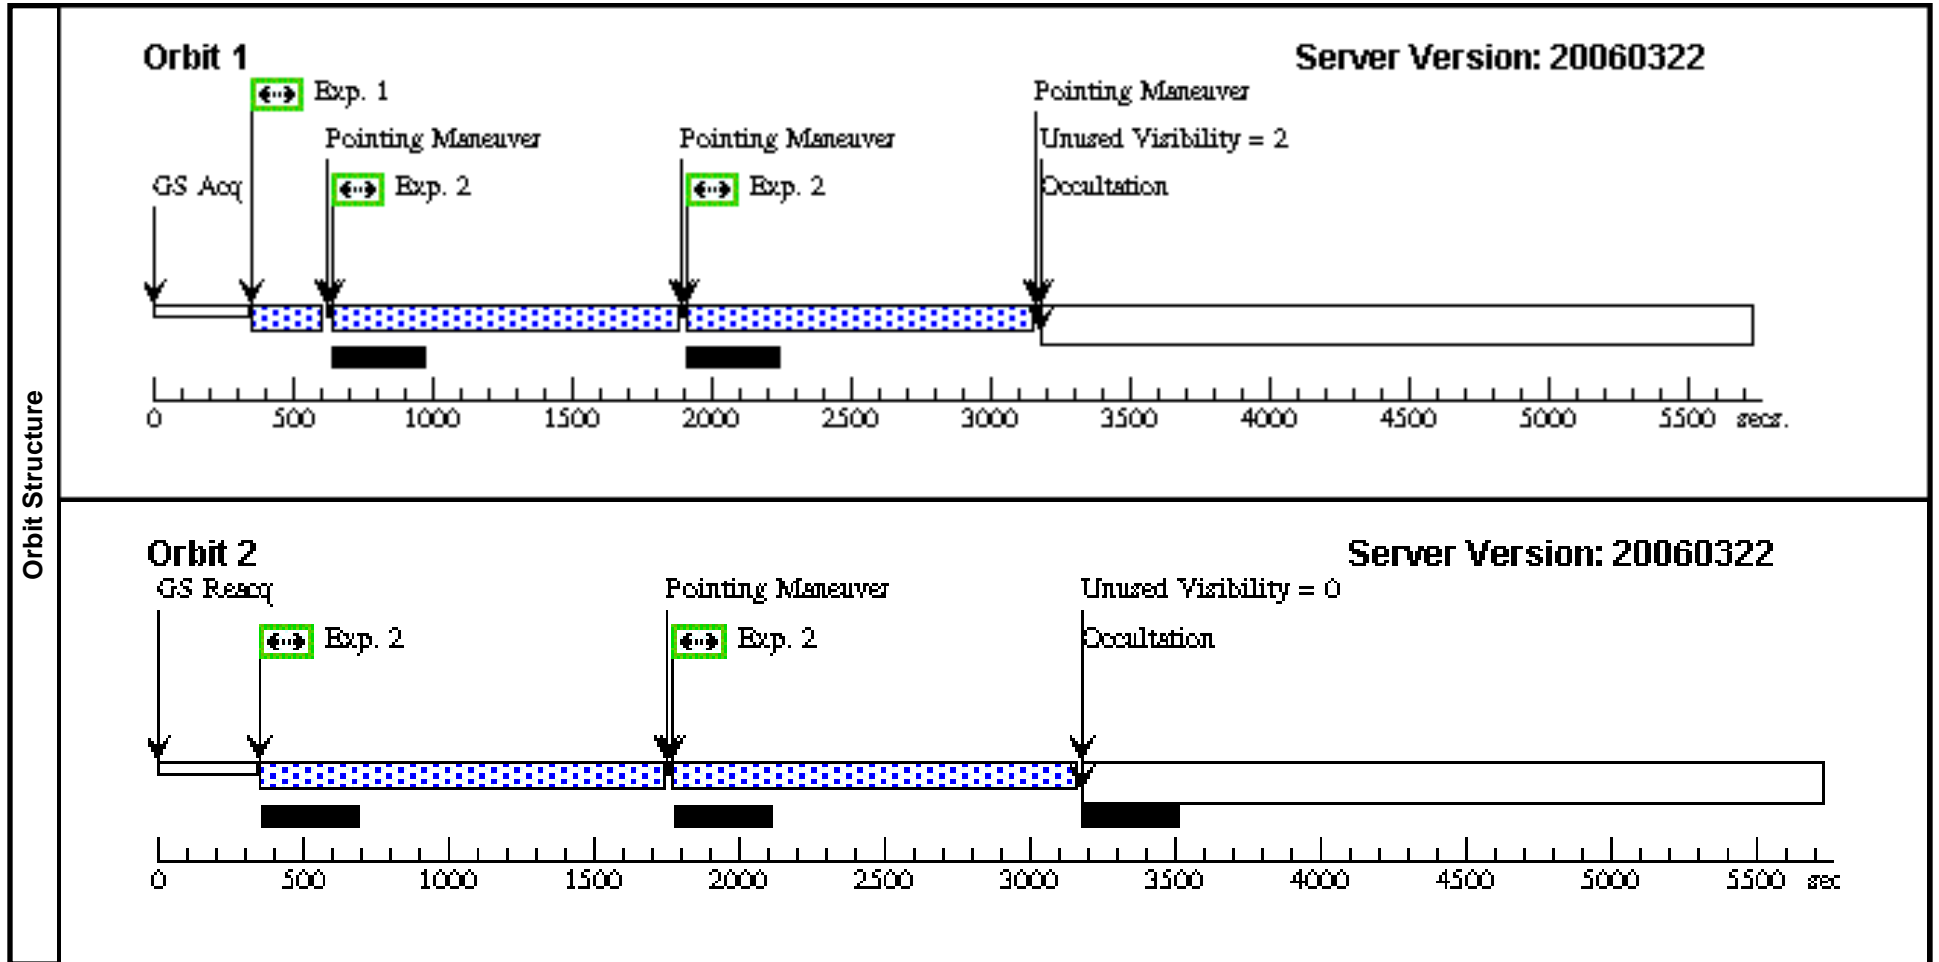 Orbit Structure
Orbit 1
Server Version: 20060322
Exp. 1
Pointing Maneuver
Pointing Maneuver
Pointing Maneuver
Unused Visibility = 2
GS Acq
Exp. 2
Exp. 2
Occultation
0 500 1000 1500 2000 2500 3000 3500 4000 4500 5000 5500 secs.
Orbit 2
Server Version: 20060322
GS Reacq
Pointing Maneuver
Unused Visibility = 0
Exp. 2
Exp. 2
Occultation
0 500 1000 1500 2000 2500 3000 3500 4000 4500 5000 5500 sec